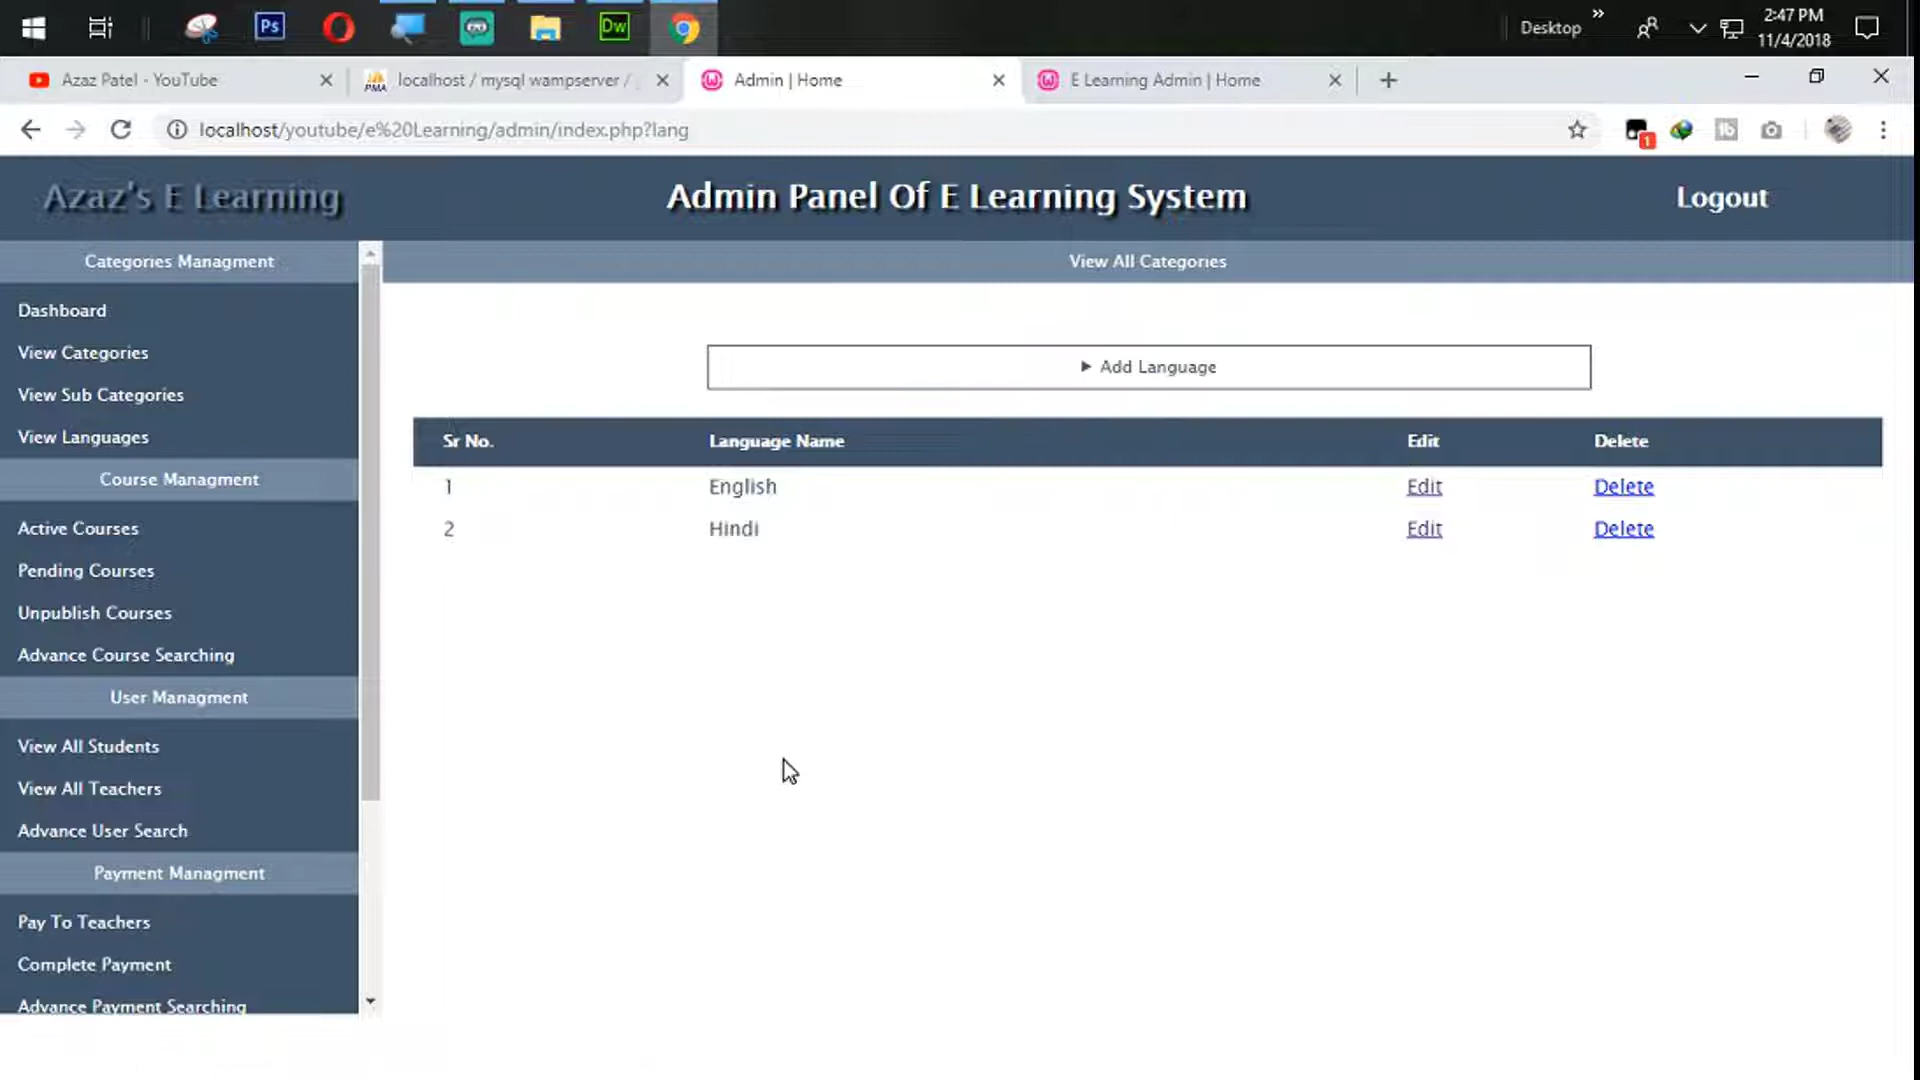 Ps
Dw
Desktop
2:47 PM
11/4/2018
Azaz Patel - YouTube
PMA
localhost / mysql wampserver /
Admin | Home
E Learning Admin | Home
localhost/youtube/e%20Learning/admin/index.php?lang
1
Azaz's E Learning
Admin Panel Of E Learning System
Logout
Categories Managment
View All Categories
Dashboard
View Categories
View Sub Categories
View Languages
Course Managment
Active Courses
Pending Courses
Unpublish Courses
Advance Course Searching
User Managment
View All Students
View All Teachers
Advance User Search
Payment Managment
Pay To Teachers
Complete Payment
Advance Payment Searching
Add Language
Sr No. Language Name Edit Delete
1 English Edit Delete
2 Hindi Edit Delete